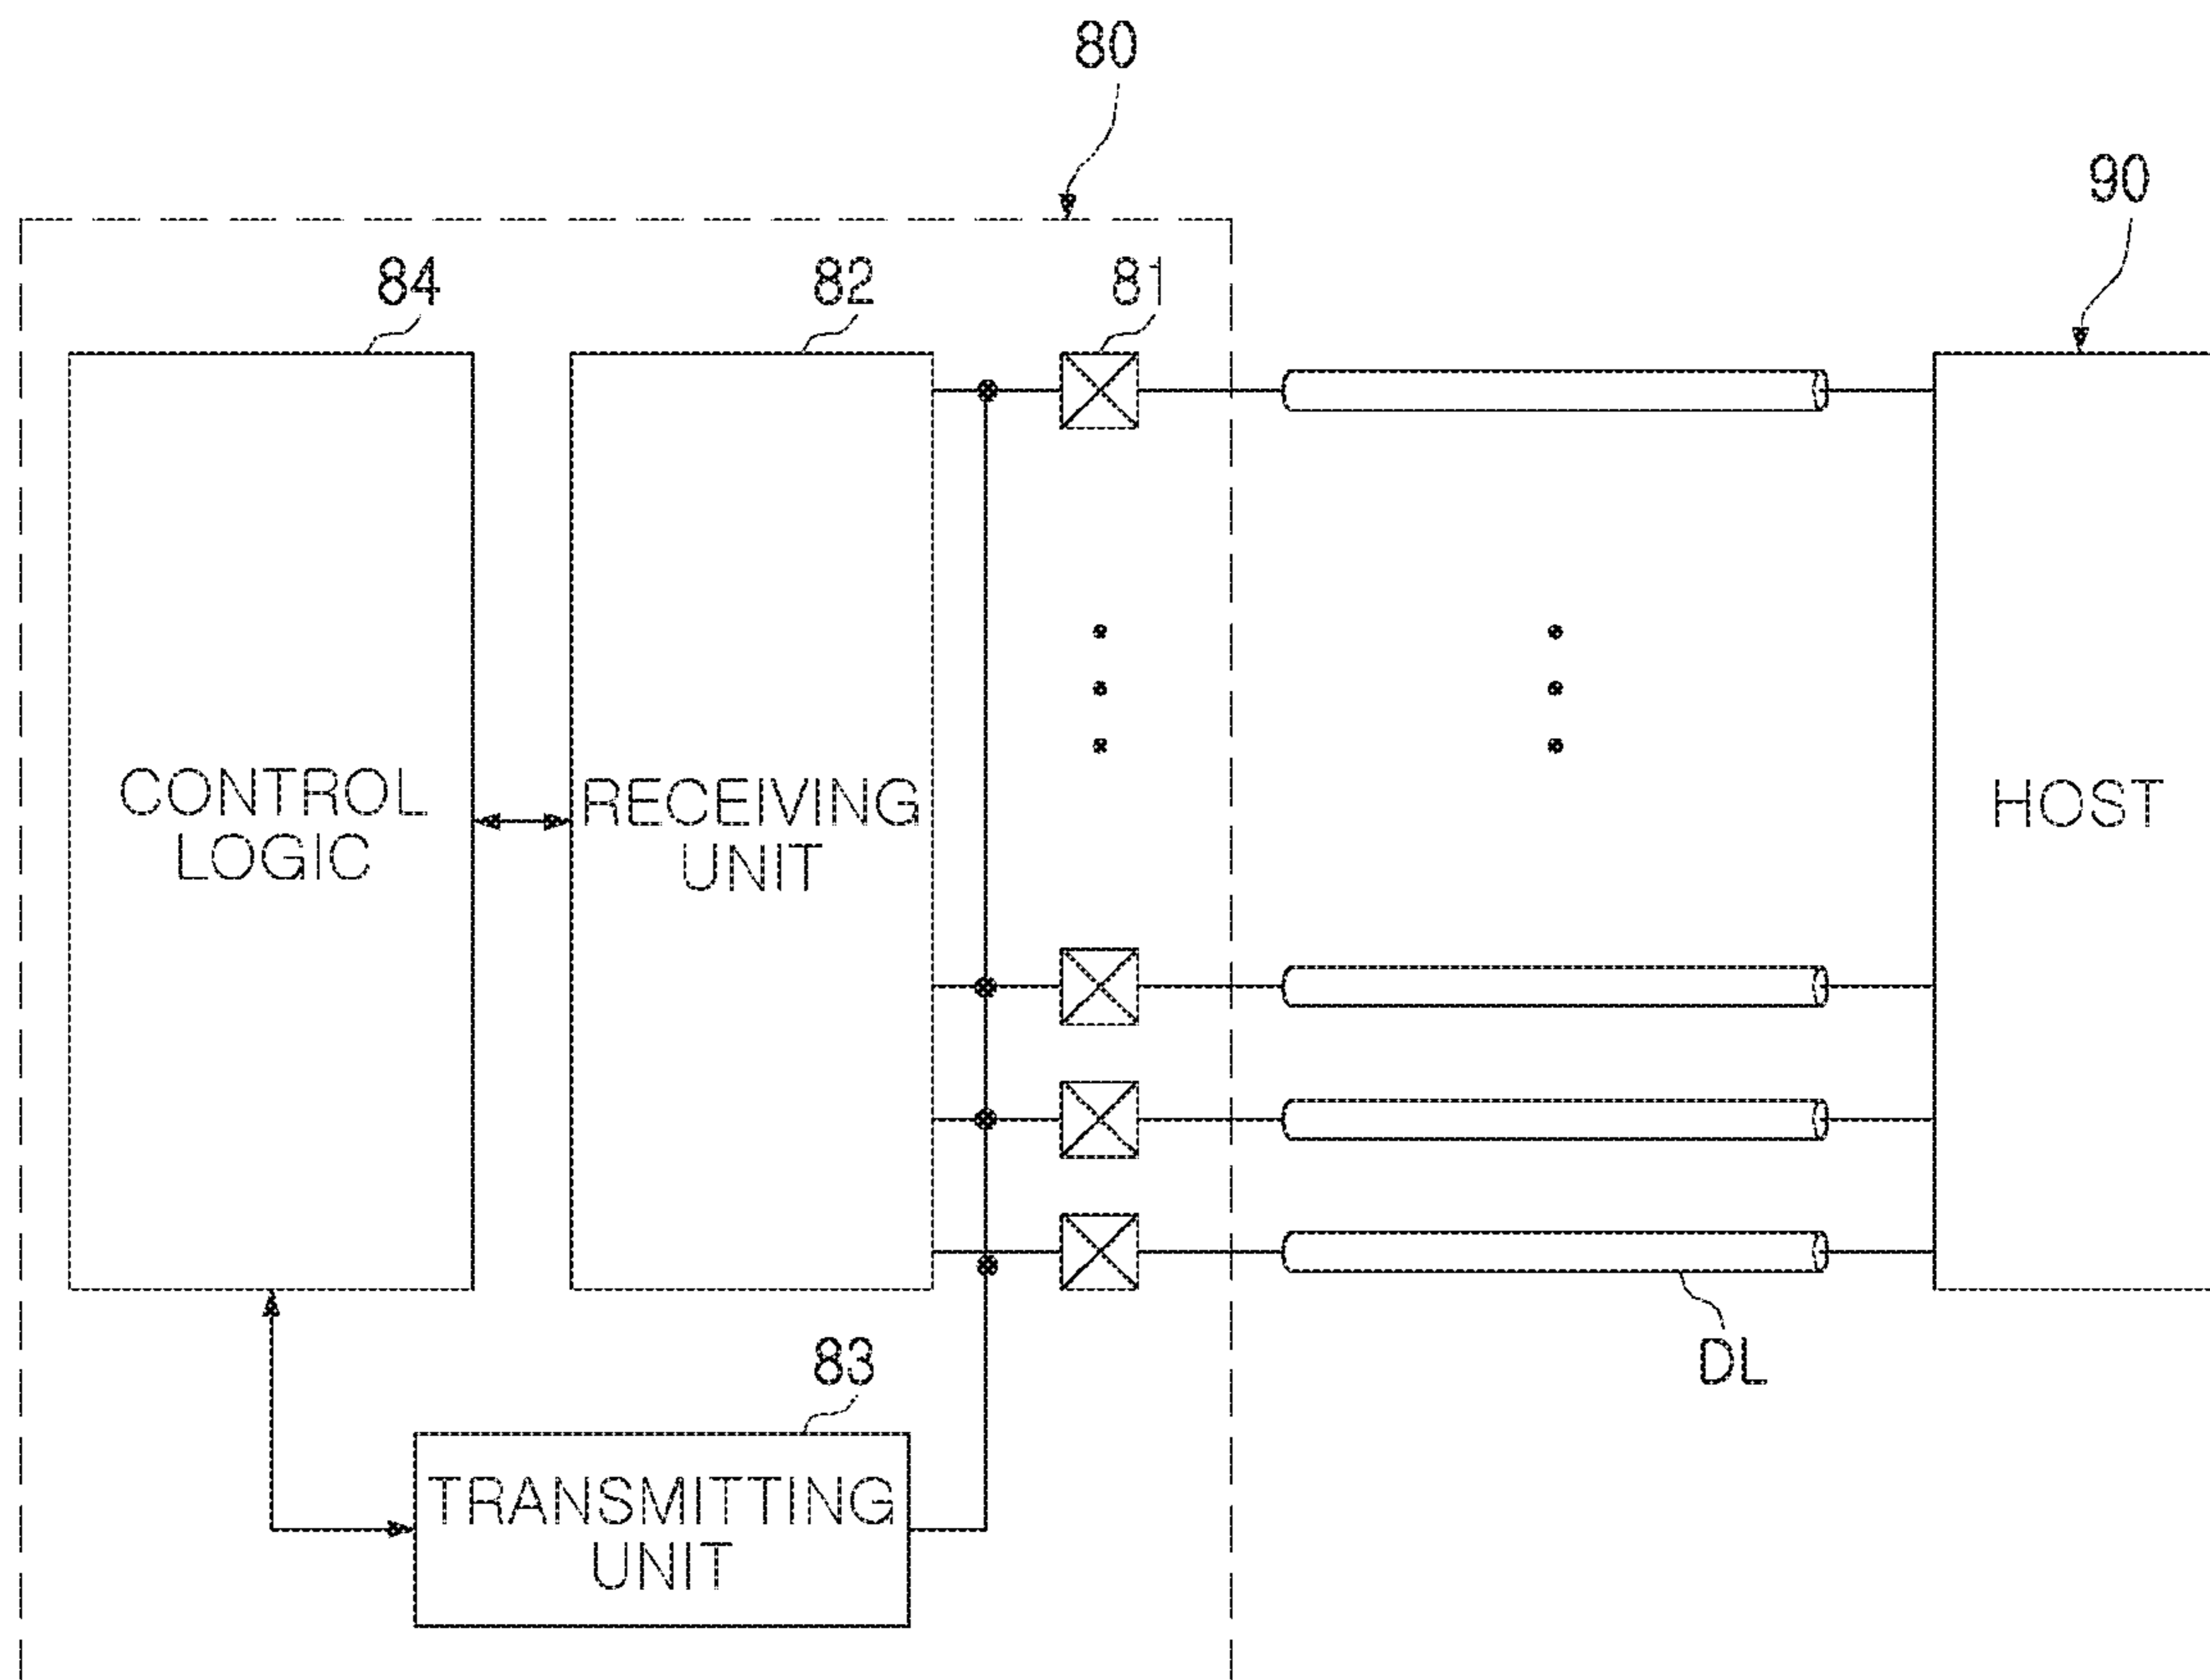 80
90
84
82
81
CONTROL
LOGIC
RECEIVING
UNIT
HOST
83
DL
TRANSMITTING
UNIT